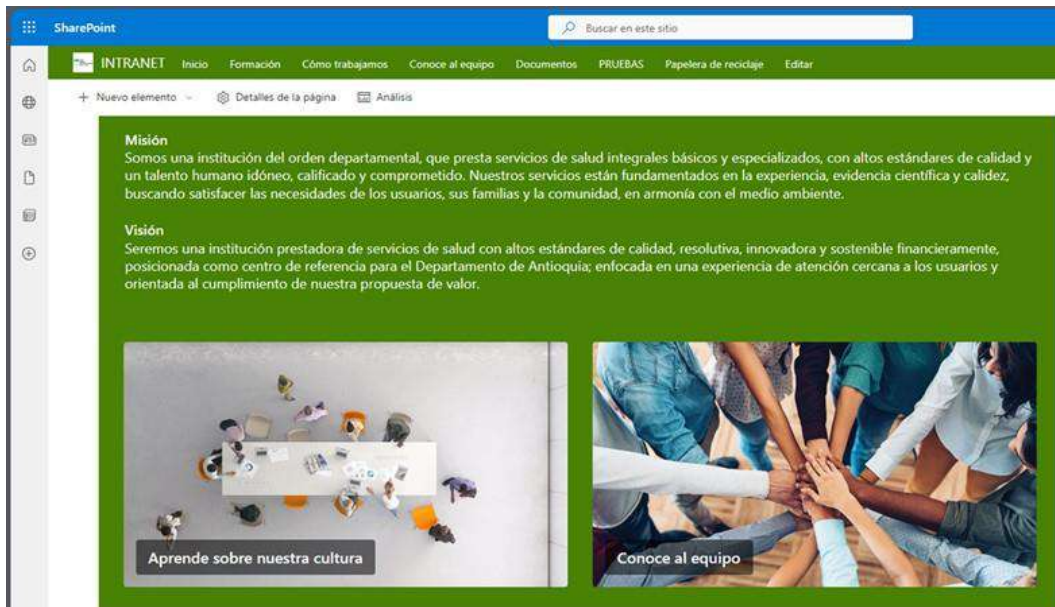 SharePoint
Buscar en este sitio
INTRANET Inicio Formación Cómo trabajamos Conoce al equipo Documentos PRUEBAS Papelera de reciclaje Editar
+ Nuevo elemento Detalles de la página Análisis
Misión
Somos una institución del orden departamental, que presta servicios de salud integrales básicos y especializados, con altos estándares de calidad y
un talento humano idóneo, calificado y comprometido. Nuestros servicios están fundamentados en la experiencia, evidencia científica y calidez,
buscando satisfacer las necesidades de los usuarios, sus familias y la comunidad, en armonía con el medio ambiente.
Visión
Seremos una institución prestadora de servicios de salud con altos estándares de calidad, resolutiva, innovadora y sostenible financieramente,
posicionada como centro de referencia para el Departamento de Antioquia; enfocada en una experiencia de atención cercana a los usuarios y
orientada al cumplimiento de nuestra propuesta de valor.
Aprende sobre nuestra cultura
Conoce al equipo